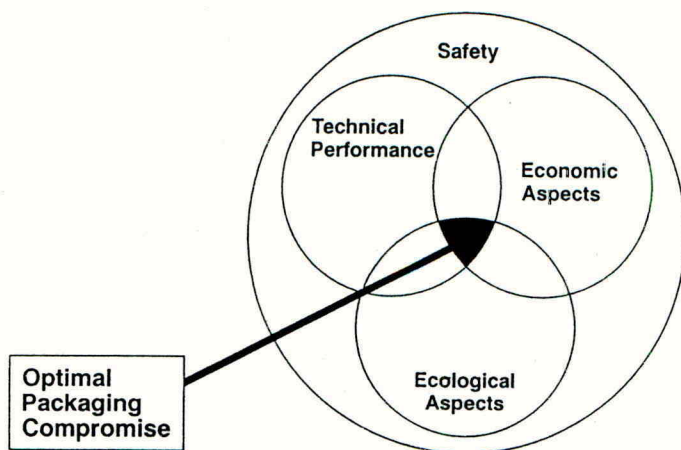 Safety
Technical
Performance
Economic
Aspects
Ecological
Aspects
Optimal
Packaging
Compromise